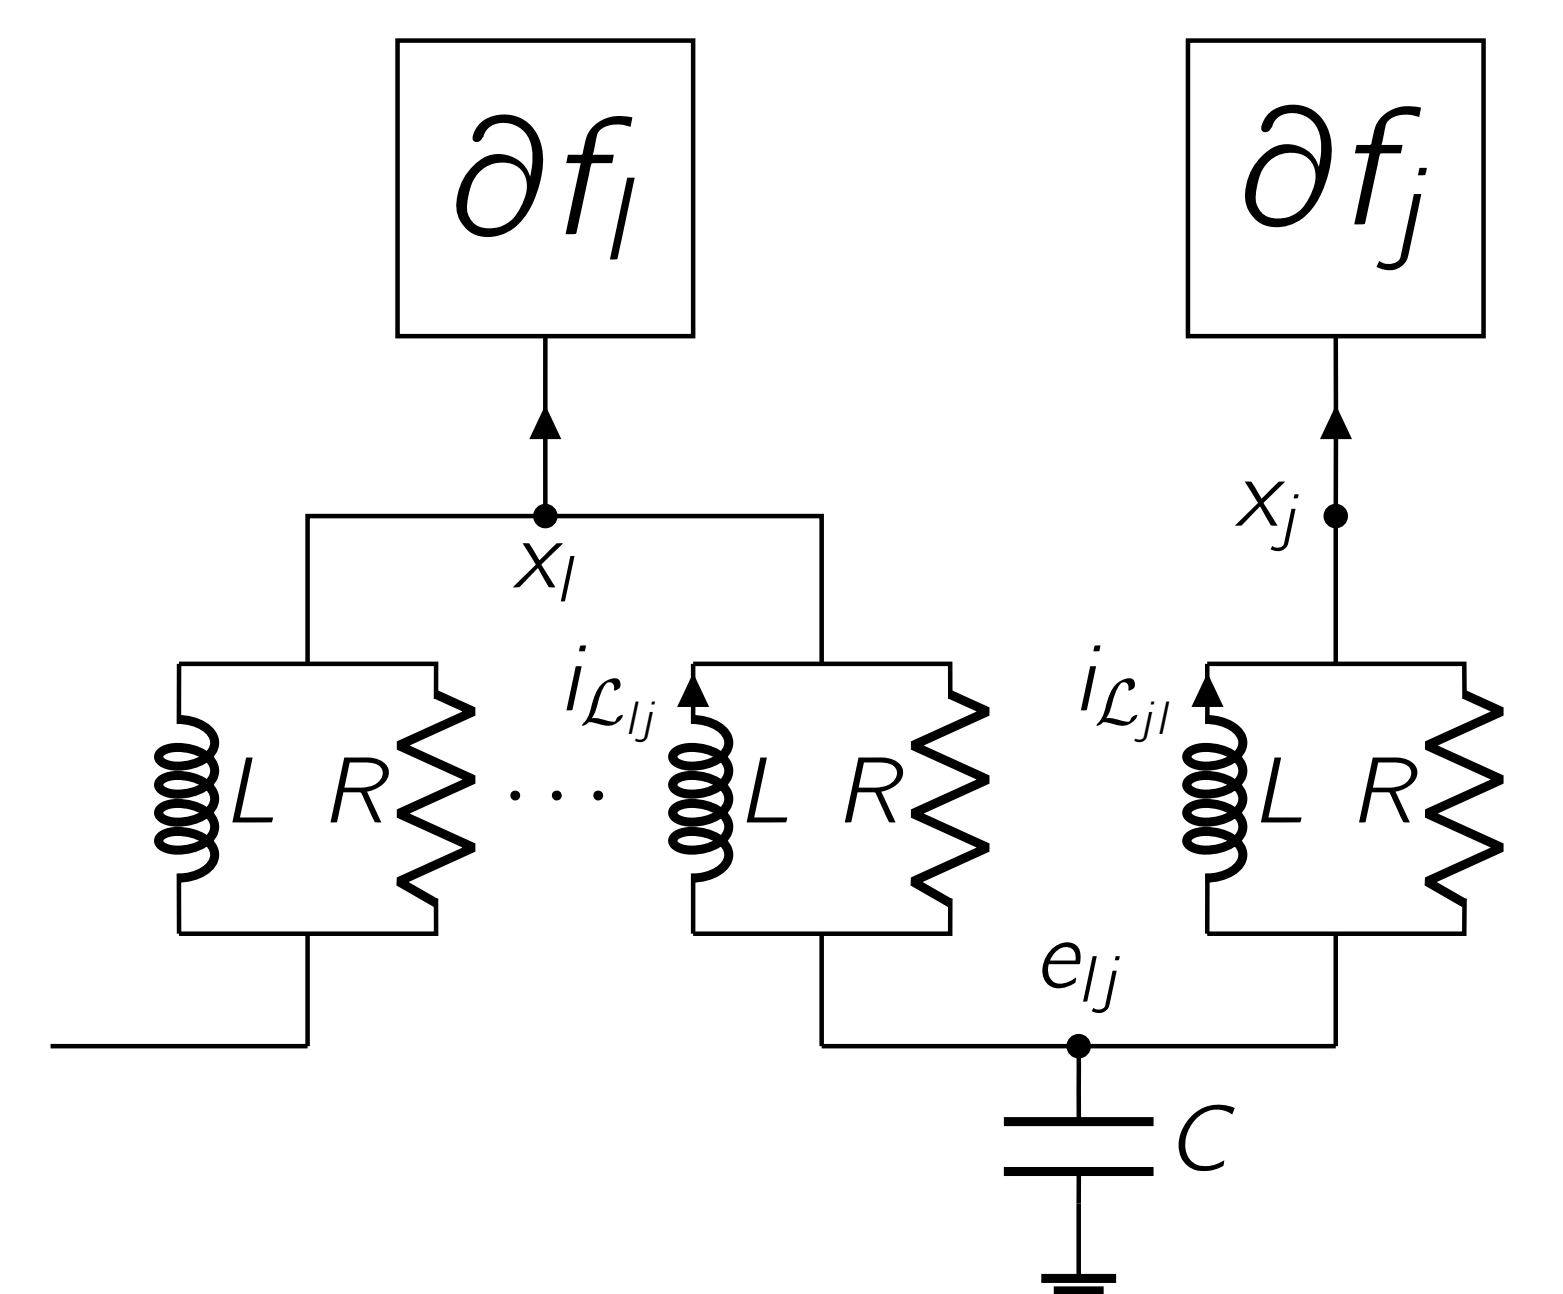 ∂f_l ∂f_j
x_j
x_l
i_{ℒ_{lj}} i_{ℒ_{jl}}
L R · · · L R L R
e_{lj}
C